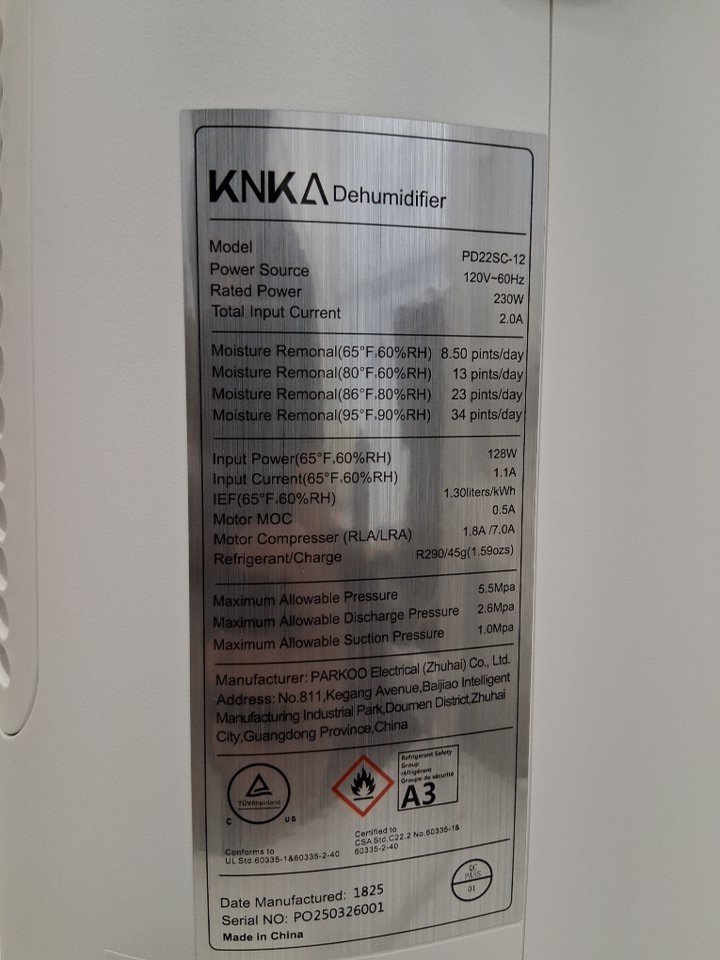 KNKA Dehumidifier
Model PD22SC-12
Power Source 120V~60Hz
Rated Power 230W
Total Input Current 2.0A
Moisture Remonal(65°F,60%RH) 8.50 pints/day
Moisture Remonal(80°F,60%RH) 13 pints/day
Moisture Remonal(86°F,80%RH) 23 pints/day
Moisture Remonal(95°F,90%RH) 34 pints/day
Input Power(65°F,60%RH) 128W
Input Current(65°F,60%RH) 1.1A
IEF(65°F,60%RH) 1.30liters/kWh
Motor MOC 0.5A
Motor Compresser (RLA/LRA) 1.8A /7.0A
Refrigerant/Charge R290/45g(1.59ozs)
Maximum Allowable Pressure 5.5Mpa
Maximum Allowable Discharge Pressure 2.6Mpa
Maximum Allowable Suction Pressure 1.0Mpa
Manufacturer: PARKOO Electrical (Zhuhai) Co., Ltd.
Address: No.811,Kegang Avenue,Baijiao Intelligent
Manufacturing Industrial Park,Doumen District,Zhuhai
City,Guangdong Province,China
TÜVRheinland
C US
Refrigerant Safety
Group
réfrigérant
Groupe de sécurité
A3
Conforms to
UL Std.60335-1&60335-2-40
Certified to
CSA Std.C22.2 No.60335-1&
60335-2-40
Date Manufactured: 1825
Serial NO: PO250326001
Made in China
QC
PASS
01